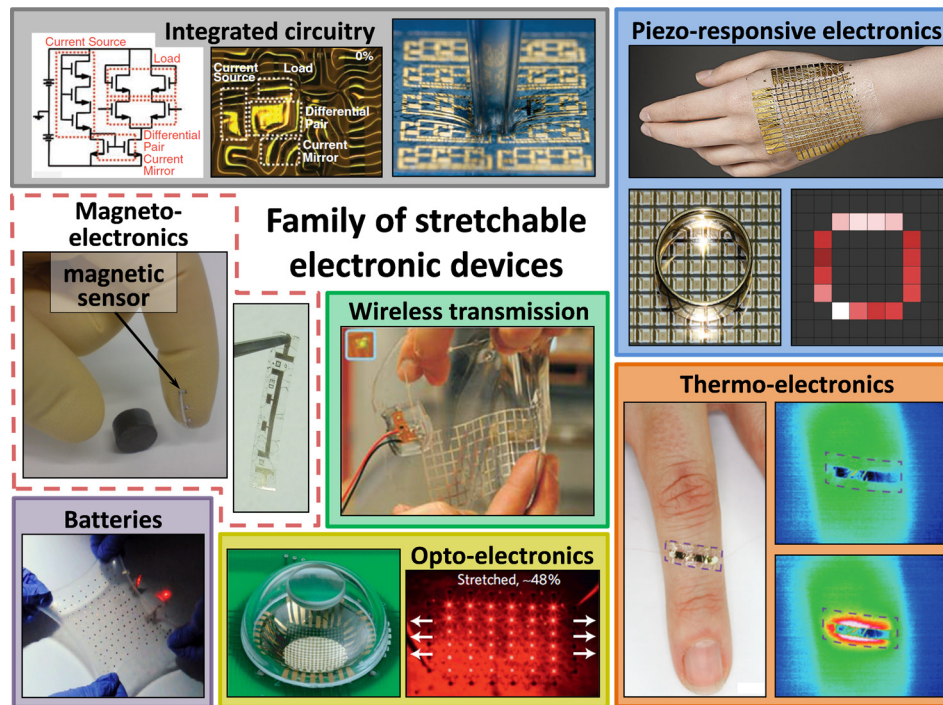 Integrated circuitry
Current Source
Load
Differential
Pair
Current
Mirror
Current
Source
Load
0%
Differential
Pair
Current
Mirror
Piezo-responsive electronics
Magneto-
electronics
magnetic
sensor
Family of stretchable
electronic devices
Wireless transmission
Thermo-electronics
Batteries
Opto-electronics
Stretched, ~48%